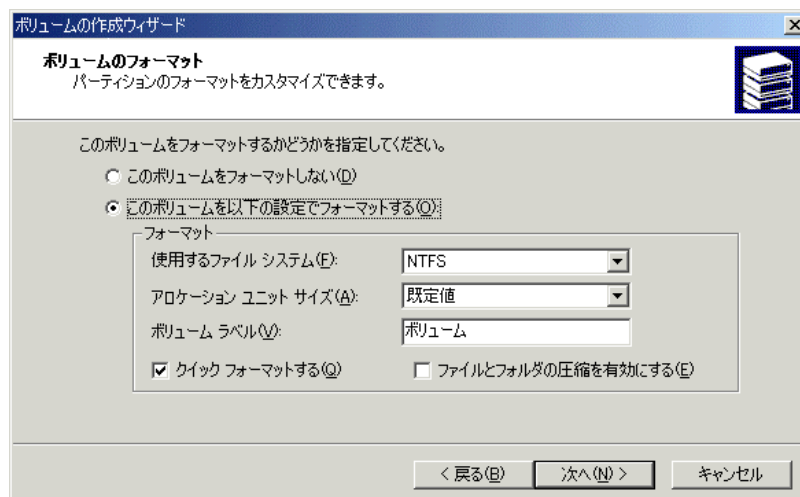 ボリュームの作成ウィザード
ボリュームのフォーマット
パーティションのフォーマットをカスタマイズできます。
このボリュームをフォーマットするかどうかを指定してください。
このボリュームをフォーマットしない(D)
このボリュームを以下の設定でフォーマットする(O):
フォーマット
使用するファイル システム(F): NTFS
アロケーション ユニット サイズ(A): 既定値
ボリューム ラベル(V): ボリューム
クイック フォーマットする(Q) ファイルとフォルダの圧縮を有効にする(E)
< 戻る(B) 次へ(N) > キャンセル